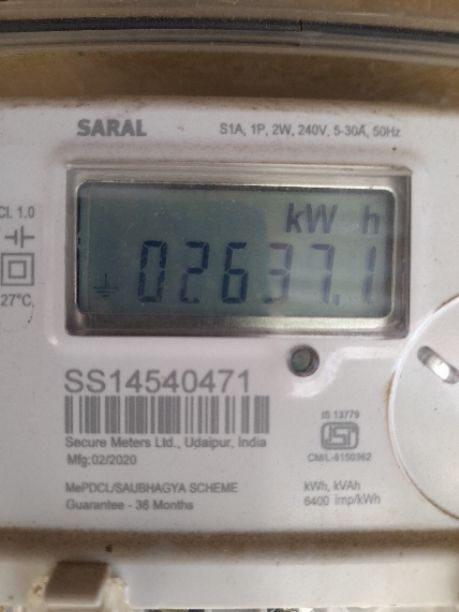 SARAL
S1A, 1P, 2W, 240V, 5-30A, 50Hz
Cl. 1.0
27°C
kW h
02637.1
SS14540471
Secure Meters Ltd., Udaipur, India
Mfg:02/2020
IS 13779
CM/L-8150362
MePDCL/SAUBHAGYA SCHEME
Guarantee - 36 Months
kWh, kVAh
6400 imp/kWh